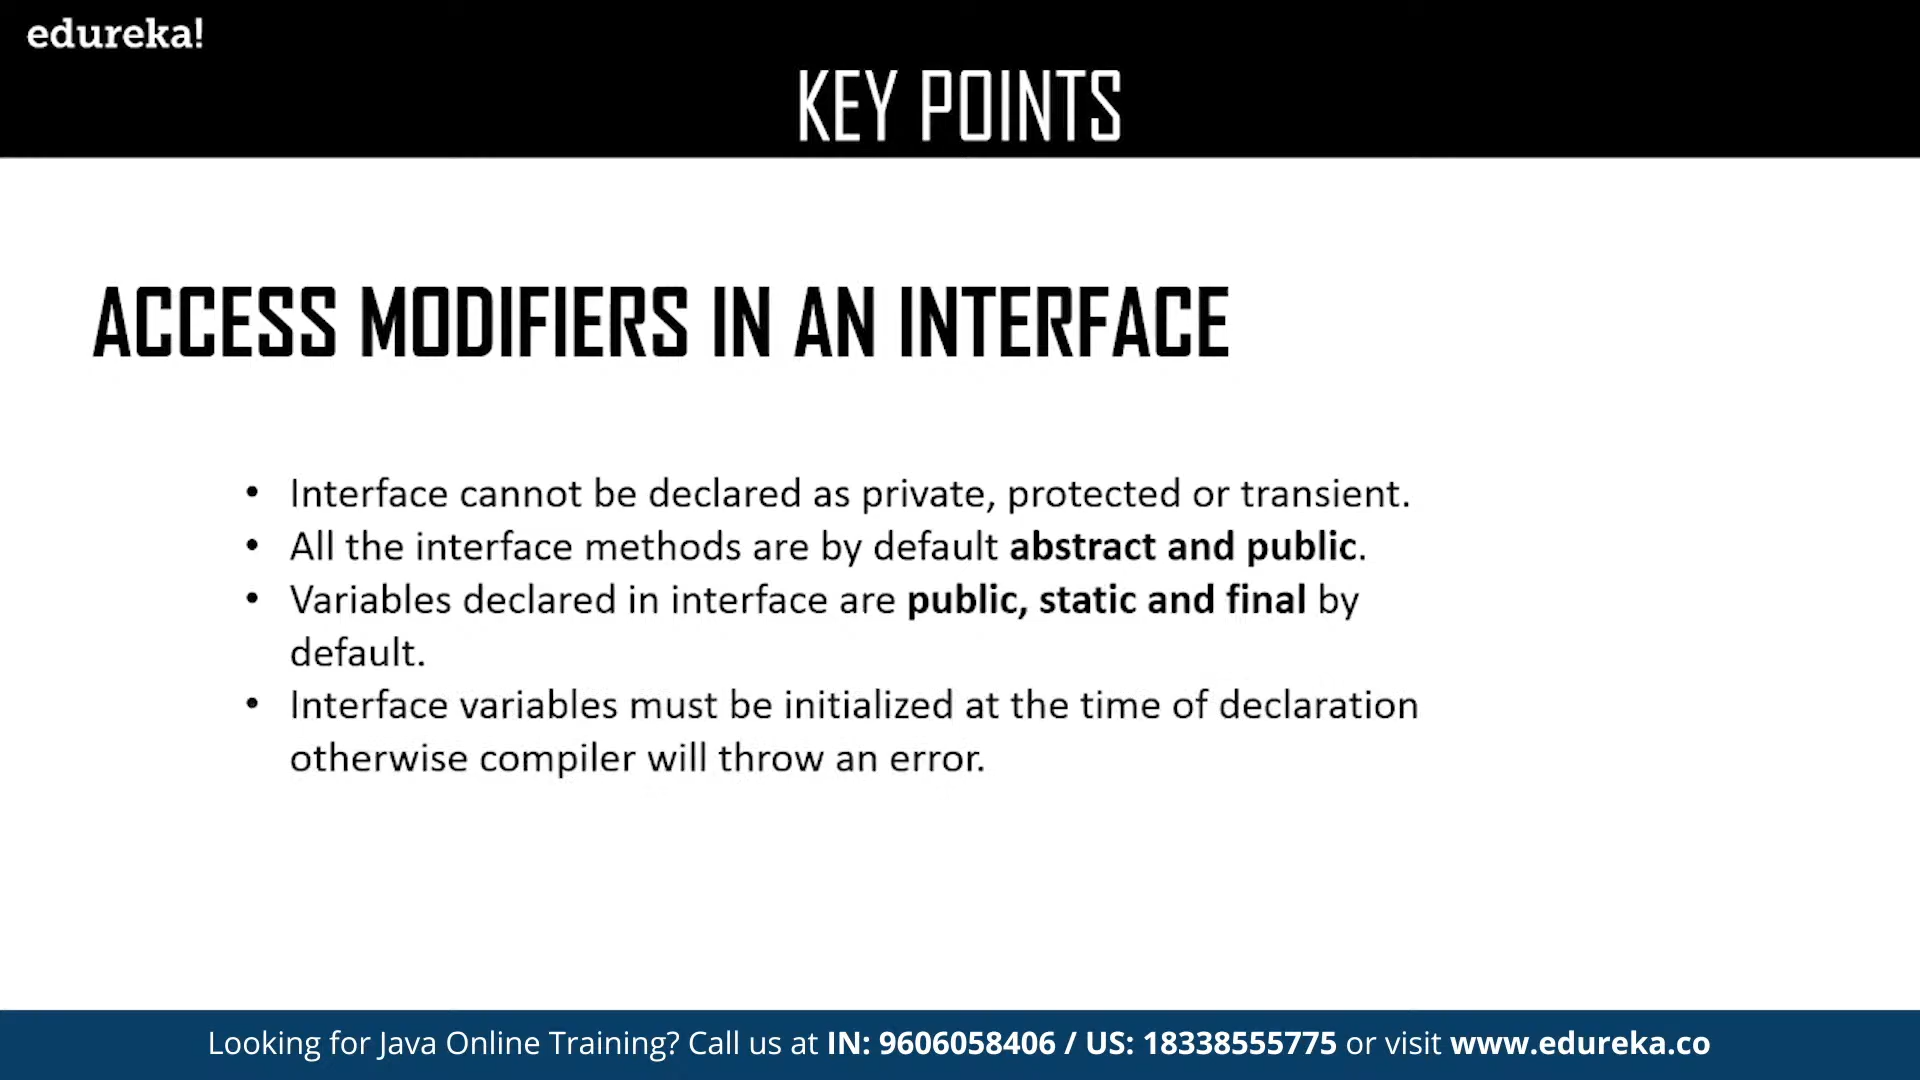 edureka!
KEY POINTS
ACCESS MODIFIERS IN AN INTERFACE
• Interface cannot be declared as private, protected or transient.
• All the interface methods are by default abstract and public.
• Variables declared in interface are public, static and final by
default.
• Interface variables must be initialized at the time of declaration
otherwise compiler will throw an error.
Looking for Java Online Training? Call us at IN: 9606058406 / US: 18338555775 or visit www.edureka.co